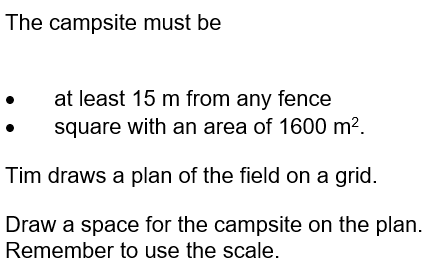 The campsite must be
• at least 15 m from any fence
• square with an area of 1600 m².
Tim draws a plan of the field on a grid.
Draw a space for the campsite on the plan.
Remember to use the scale.